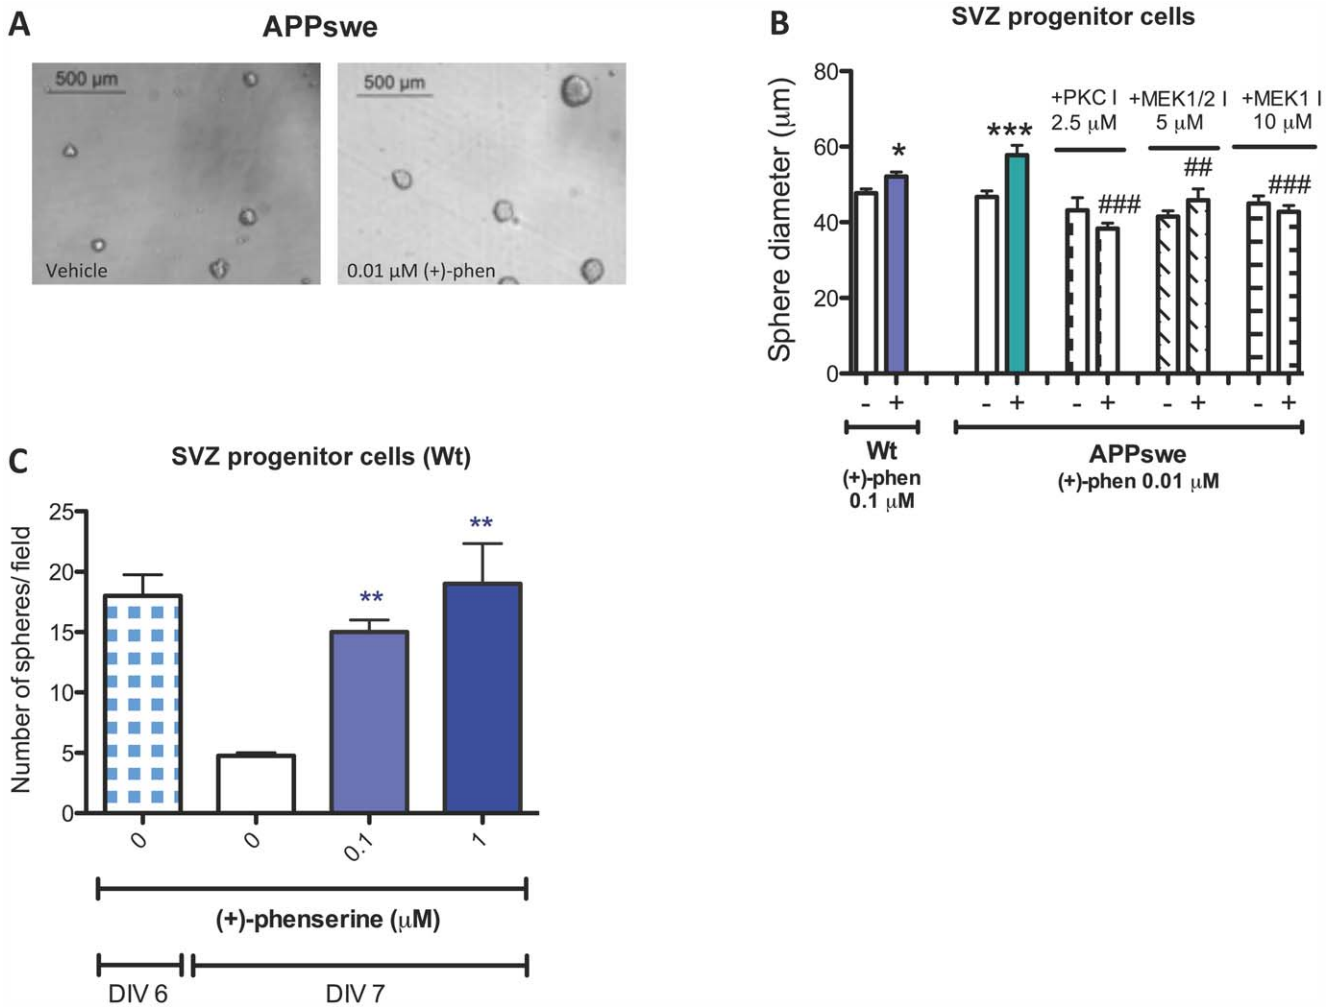 A
APPswe
500 µm
Vehicle
500 µm
0.01 µM (+)-phen
B
SVZ progenitor cells
Sphere diameter (µm)
80
60
40
20
0
+PKC I
2.5 µM
+MEK1/2 I
5 µM
+MEK1 I
10 µM
*
***
###
##
###
- + - + - + - + - +
Wt
(+)-phen
0.1 µM
APPswe
(+)-phen 0.01 µM
C
SVZ progenitor cells (Wt)
Number of spheres/ field
25
20
15
10
5
0
**
**
0 0 0.1 1
(+)-phenserine (µM)
DIV 6 DIV 7